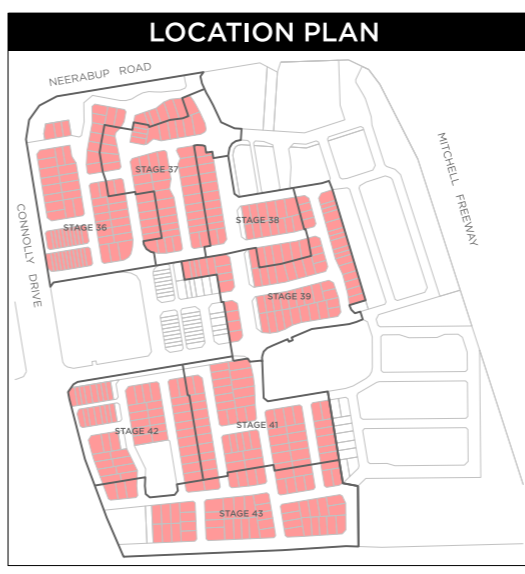 LOCATION PLAN
NEERABUP ROAD
MITCHELL FREEWAY
STAGE 37
CONNOLLY DRIVE
STAGE 36
STAGE 38
STAGE 39
STAGE 42
STAGE 41
STAGE 43